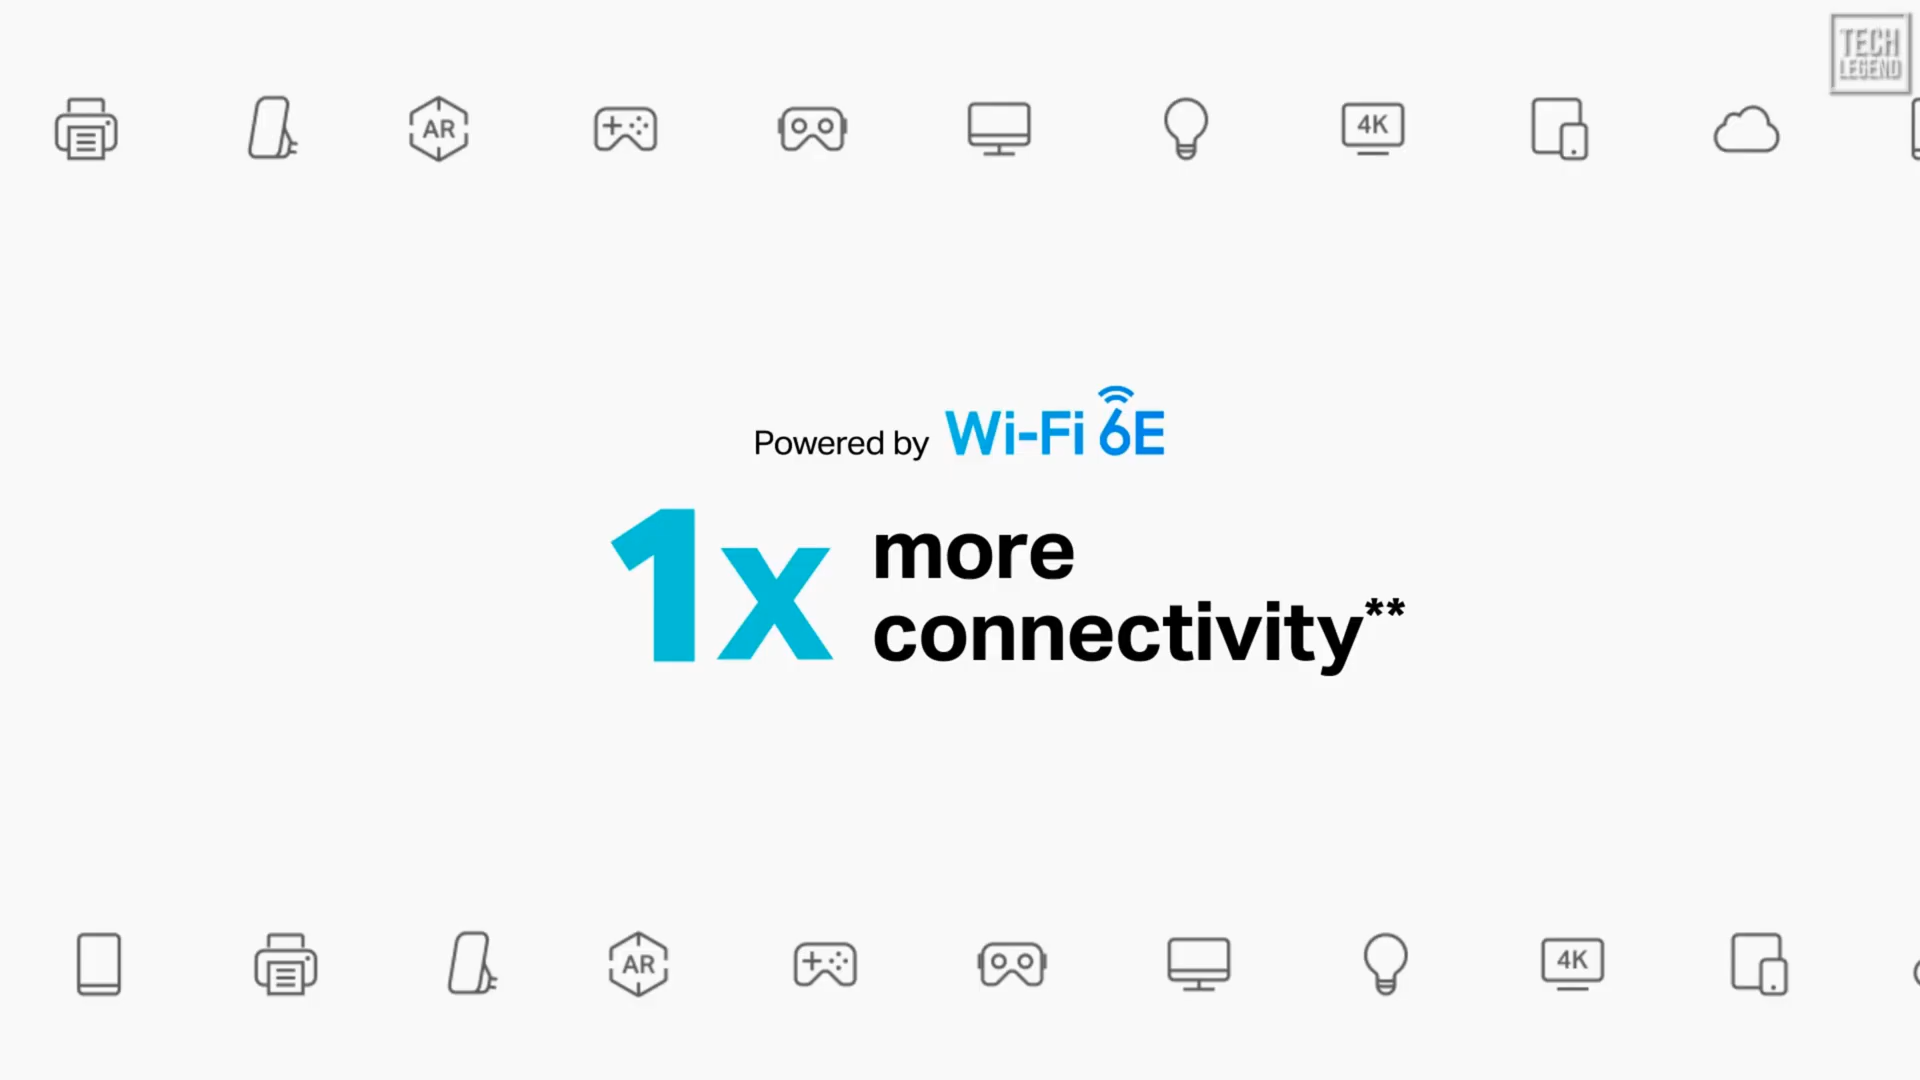 TECH
LEGEND
AR
4K
Powered by Wi-Fi 6E
1x more
connectivity**
AR
4K